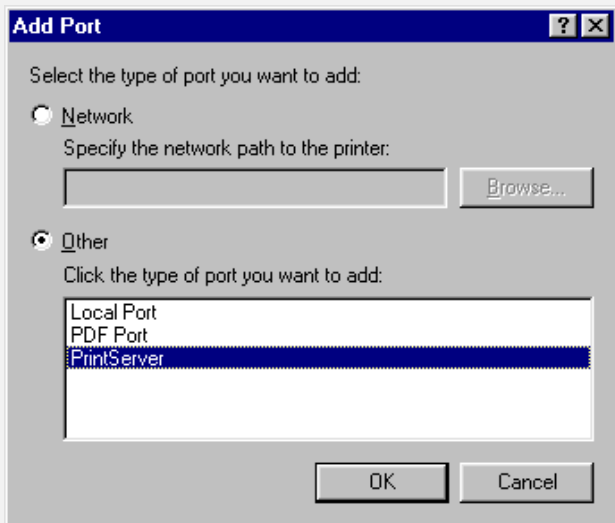 Add Port
Select the type of port you want to add:
Network
Specify the network path to the printer:
Browse...
Other
Click the type of port you want to add:
Local Port
PDF Port
PrintServer
OK Cancel